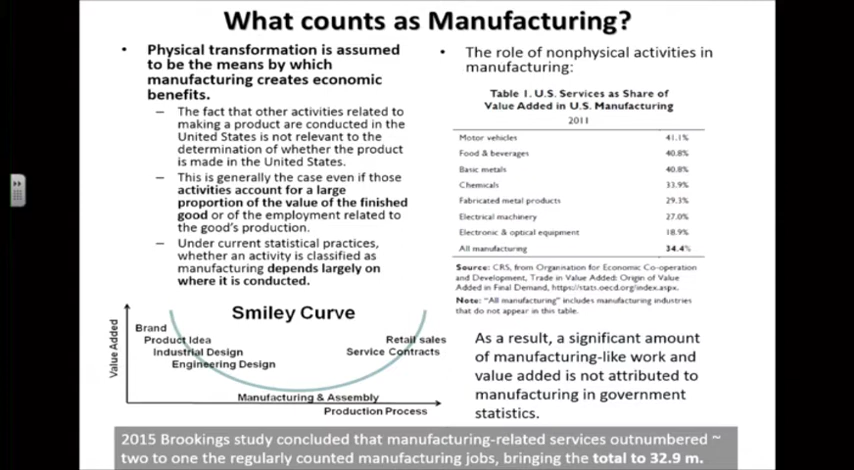 What counts as Manufacturing?
• Physical transformation is assumed
to be the means by which
manufacturing creates economic
benefits.
– The fact that other activities related to
making a product are conducted in the
United States is not relevant to the
determination of whether the product
is made in the United States.
– This is generally the case even if those
activities account for a large
proportion of the value of the finished
good or of the employment related to
the good's production.
– Under current statistical practices,
whether an activity is classified as
manufacturing depends largely on
where it is conducted.
• The role of nonphysical activities in
manufacturing:
Table 1. U.S. Services as Share of
Value Added in U.S. Manufacturing
2011
Motor vehicles 41.1%
Food & beverages 40.8%
Basic metals 40.8%
Chemicals 33.9%
Fabricated metal products 29.3%
Electrical machinery 27.0%
Electronic & optical equipment 18.9%
All manufacturing 34.4%
Source: CRS, from Organization for Economic Co-operation
and Development, Trade in Value Added: Origin of Value
Added in Final Demand, https://stats.oecd.org/index.aspx.
Note: "All manufacturing" includes manufacturing industries
that do not appear in this table.
Smiley Curve
Value Added
Brand
Product Idea
Industrial Design
Engineering Design
Retail sales
Service Contracts
Manufacturing & Assembly
Production Process
As a result, a significant amount
of manufacturing-like work and
value added is not attributed to
manufacturing in government
statistics.
2015 Brookings study concluded that manufacturing-related services outnumbered ~
two to one the regularly counted manufacturing jobs, bringing the total to 32.9 m.